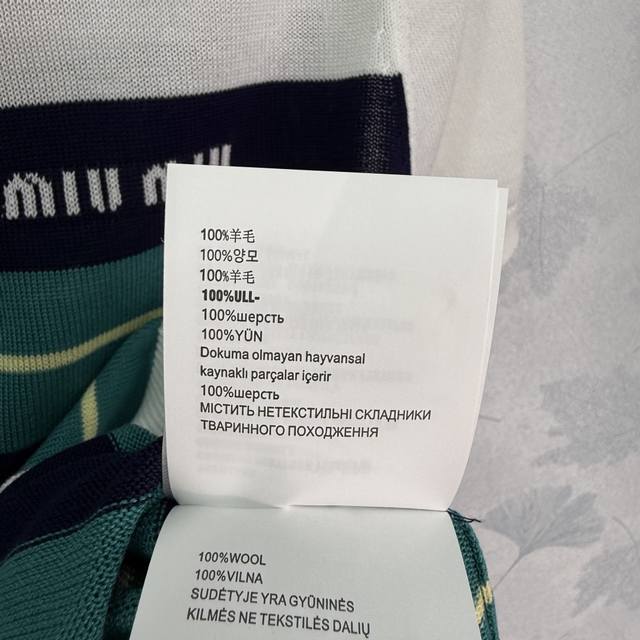 miu miu
100%羊毛
100%양모
100%羊毛
100%ULL-
100%шерсть
100%YÜN
Dokuma olmayan hayvansal
kaynaklı parçalar içerir
100%шерсть
МІСТИТЬ НЕТЕКСТИЛЬНІ СКЛАДНИКИ
ТВАРИННОГО ПОХОДЖЕННЯ
100%WOOL
100%VILNA
SUDĖTYJE YRA GYŪNINĖS
KILMĖS NE TEKSTILĖS DALIŲ